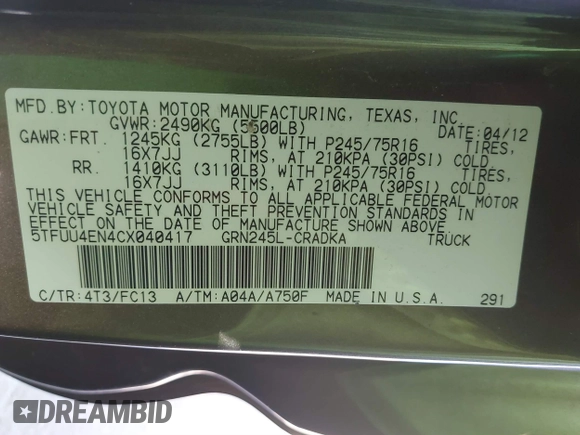 MFD.BY:TOYOTA MOTOR MANUFACTURING, TEXAS, INC.
GVWR:2490KG (5500LB) DATE:04/12
GAWR:FRT. 1245KG (2755LB) WITH P245/75R16 TIRES,
16X7JJ RIMS, AT 210KPA (30PSI) COLD
RR. 1410KG (3110LB) WITH P245/75R16 TIRES,
16X7JJ RIMS, AT 210KPA (30PSI) COLD
THIS VEHICLE CONFORMS TO ALL APPLICABLE FEDERAL MOTOR
VEHICLE SAFETY AND THEFT PREVENTION STANDARDS IN
EFFECT ON THE DATE OF MANUFACTURE SHOWN ABOVE.
5TFUU4EN4CX040417 GRN245L-CRADKA TRUCK
C/TR:4T3/FC13 A/TM:A04A/A750F MADE IN U.S.A. 291
DREAMBID